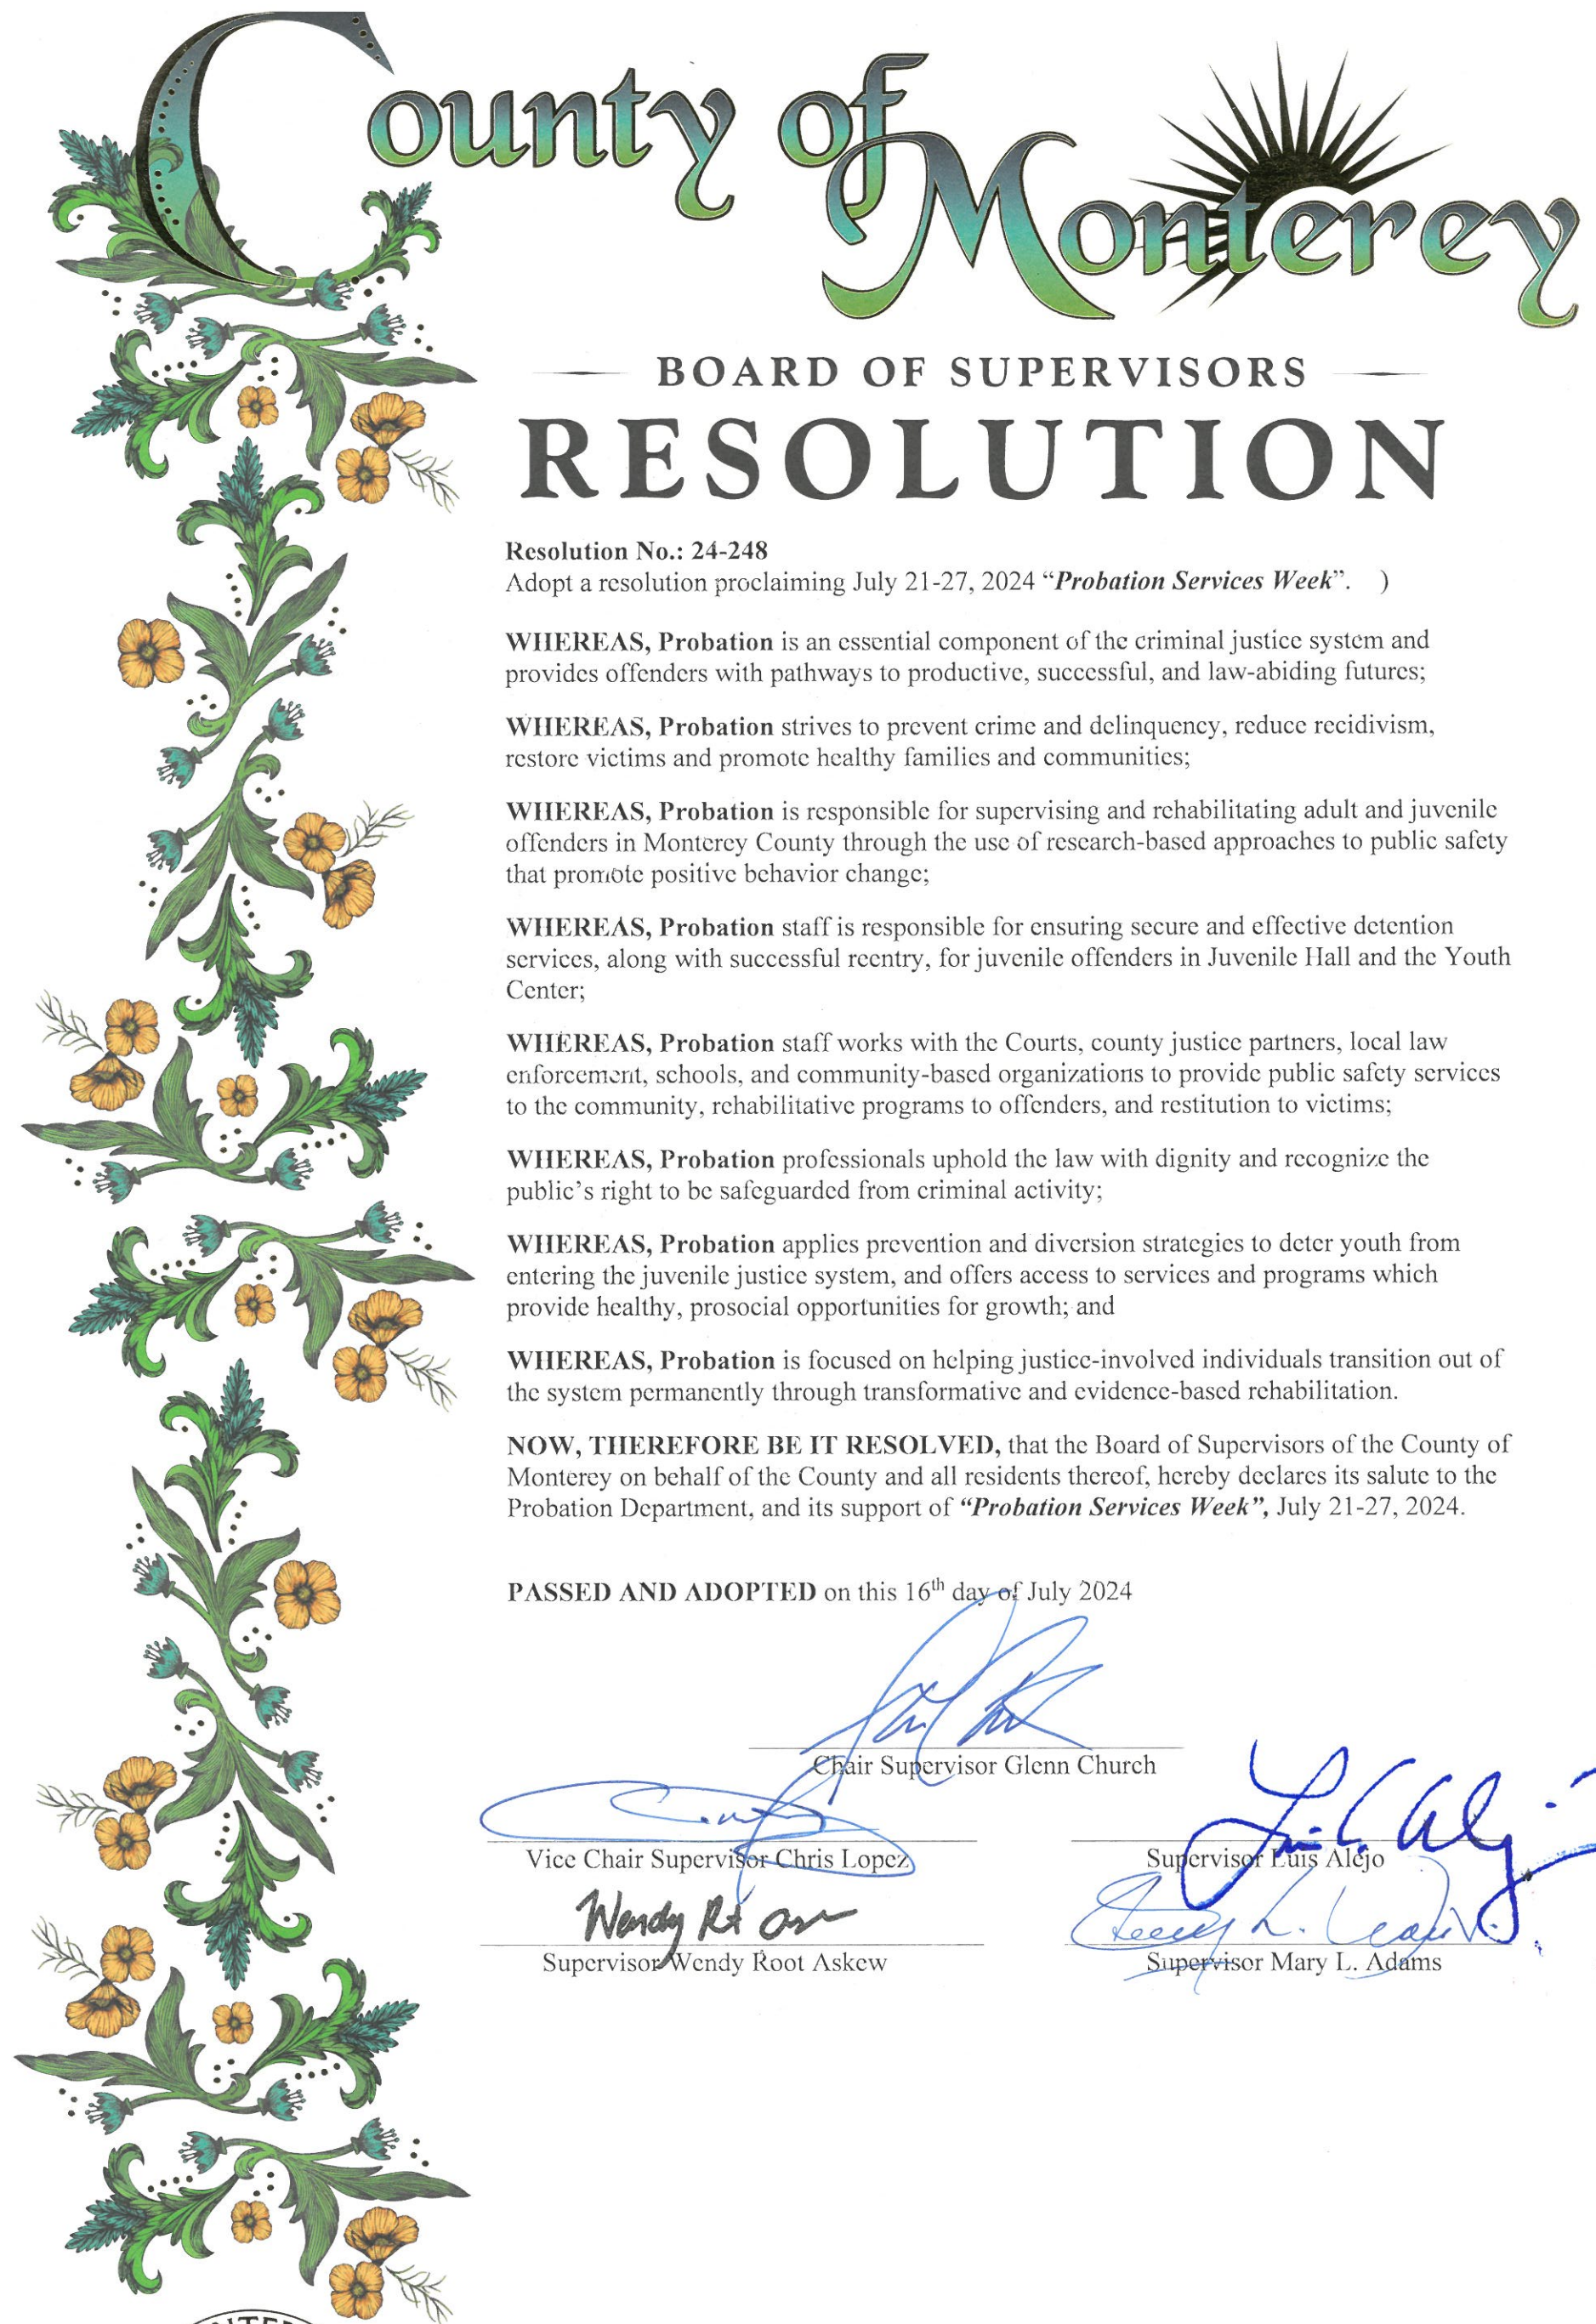 County of
Monterey
BOARD OF SUPERVISORS
RESOLUTION
Resolution No.: 24-248
Adopt a resolution proclaiming July 21-27, 2024 “Probation Services Week”. )
WHEREAS, Probation is an essential component of the criminal justice system and
provides offenders with pathways to productive, successful, and law-abiding futures;
WHEREAS, Probation strives to prevent crime and delinquency, reduce recidivism,
restore victims and promote healthy families and communities;
WHEREAS, Probation is responsible for supervising and rehabilitating adult and juvenile
offenders in Monterey County through the use of research-based approaches to public safety
that promote positive behavior change;
WHEREAS, Probation staff is responsible for ensuring secure and effective detention
services, along with successful reentry, for juvenile offenders in Juvenile Hall and the Youth
Center;
WHEREAS, Probation staff works with the Courts, county justice partners, local law
enforcement, schools, and community-based organizations to provide public safety services
to the community, rehabilitative programs to offenders, and restitution to victims;
WHEREAS, Probation professionals uphold the law with dignity and recognize the
public’s right to be safeguarded from criminal activity;
WHEREAS, Probation applies prevention and diversion strategies to deter youth from
entering the juvenile justice system, and offers access to services and programs which
provide healthy, prosocial opportunities for growth; and
WHEREAS, Probation is focused on helping justice-involved individuals transition out of
the system permanently through transformative and evidence-based rehabilitation.
NOW, THEREFORE BE IT RESOLVED, that the Board of Supervisors of the County of
Monterey on behalf of the County and all residents thereof, hereby declares its salute to the
Probation Department, and its support of “Probation Services Week”, July 21-27, 2024.
PASSED AND ADOPTED on this 16th day of July 2024
Chair Supervisor Glenn Church
Vice Chair Supervisor Chris Lopez
Supervisor Luis Alejo
Wendy Rt
Supervisor Wendy Root Askew
Supervisor Mary L. Adams